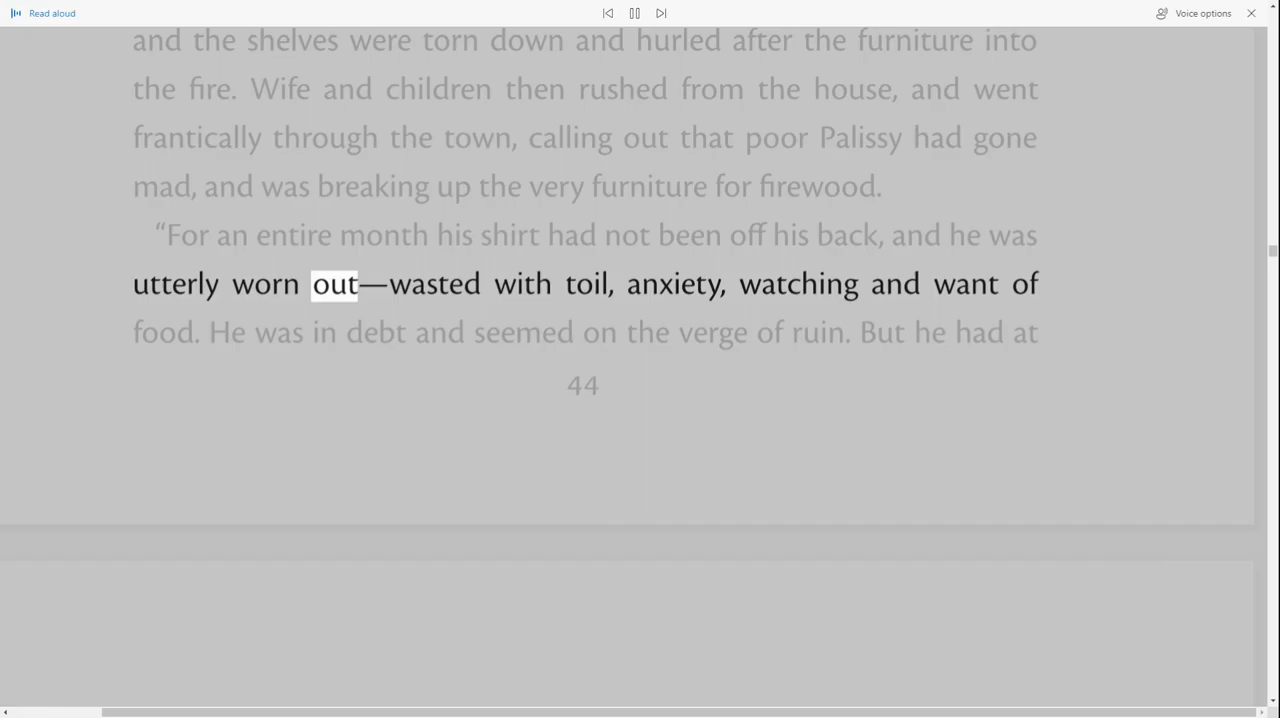 Read aloud
Voice options
and the shelves were torn down and hurled after the furniture into
the fire. Wife and children then rushed from the house, and went
frantically through the town, calling out that poor Palissy had gone
mad, and was breaking up the very furniture for firewood.
“For an entire month his shirt had not been off his back, and he was
utterly worn out—wasted with toil, anxiety, watching and want of
food. He was in debt and seemed on the verge of ruin. But he had at
44